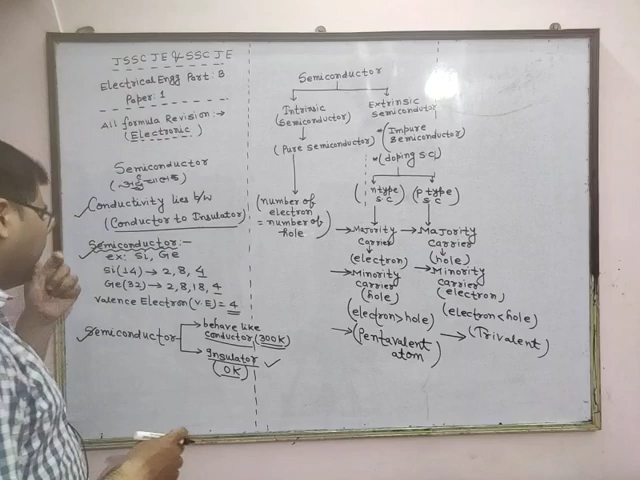 JSSC JE & SSC JE
Electrical Engg Part: 8
Paper: 1
All formula Revision:→
(Electronic)
Semiconductor
Conductivity lies b/w
(Conductor to Insulator)
Semiconductor:-
ex: Si, Ge
Si(14) → 2, 8, 4
Ge(32) → 2, 8, 18, 4
Valence Electron (V.E) = 4
Semiconductor
behave like
Conductor (300K)
Insulator
(0K)
Semiconductor
Intrinsic
(Semiconductor)
(Pure semiconductor)
(number of
electron
= number of
hole)
Extrinsic
Semiconductor
*(Impure
Semiconductor)
*(doping s.c)
(n type
s c)
→ Majority
carrier
(electron)
→ Minority
carrier
(hole)
(electron > hole)
→ (Pentavalent
atom)
(P type
s c)
→ Majority
carrier
(hole)
→ Minority
carrier
(electron)
(electron < hole)
→ (Trivalent)